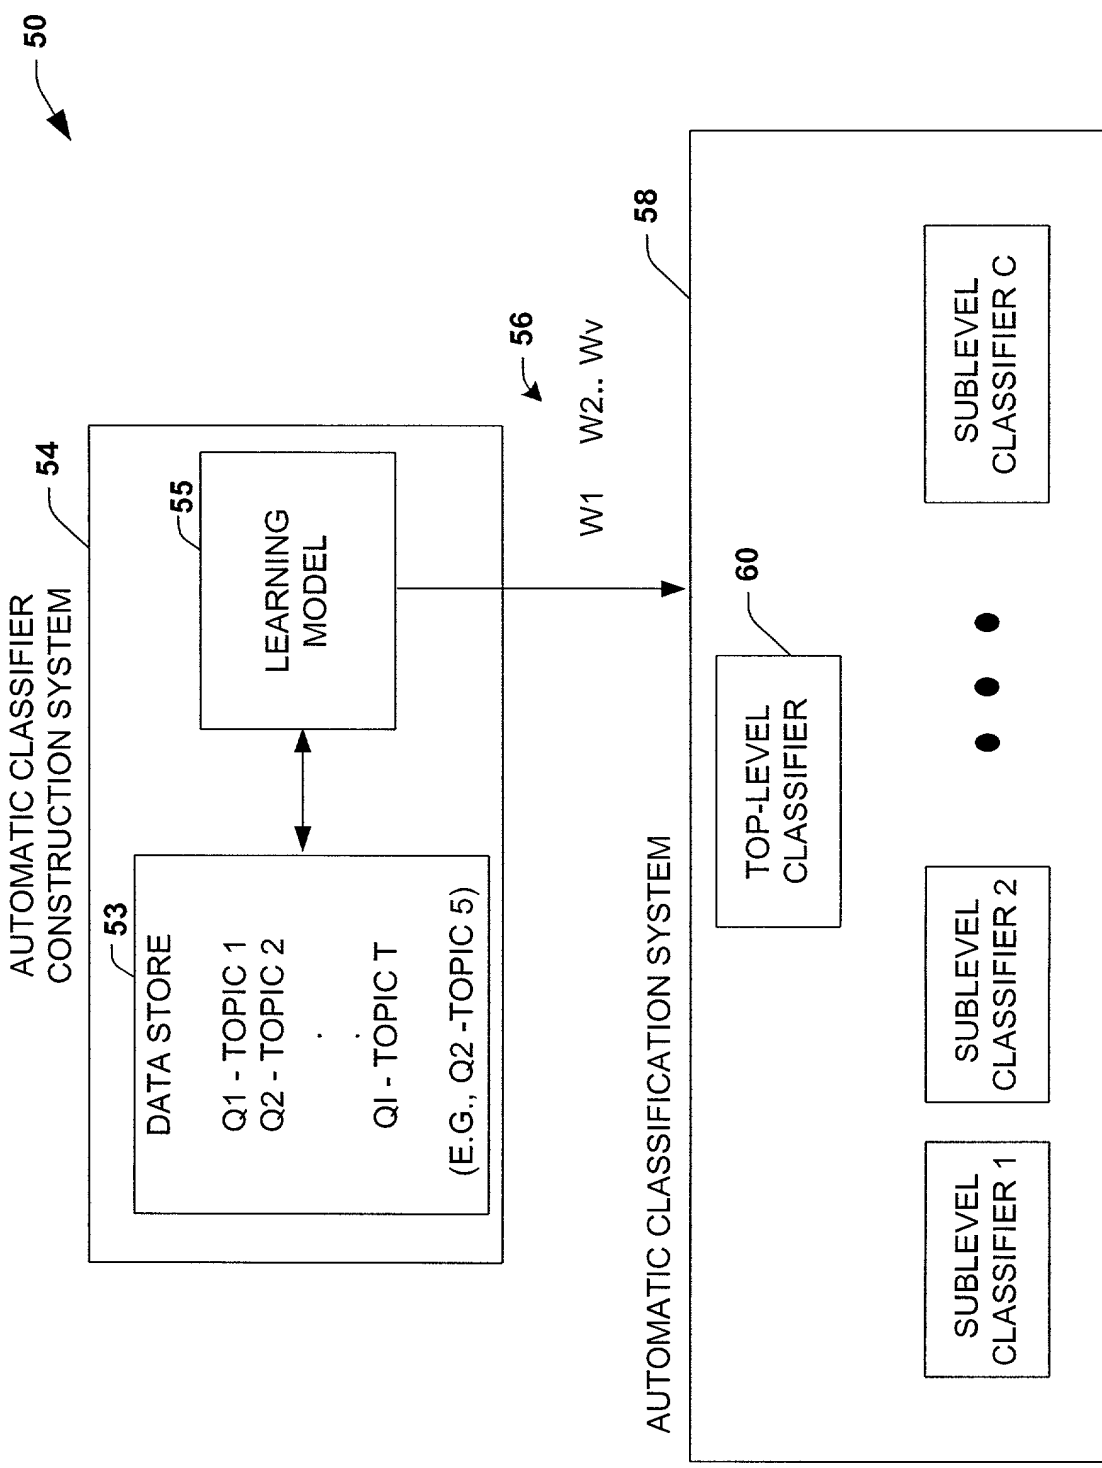 50
AUTOMATIC CLASSIFIER
CONSTRUCTION SYSTEM
54
53
DATA STORE
Q1 - TOPIC 1
Q2 - TOPIC 2
.
.
QI - TOPIC T
(E.G., Q2 -TOPIC 5)
55
LEARNING
MODEL
56
W1 W2.. Wv
AUTOMATIC CLASSIFICATION SYSTEM
58
60
TOP-LEVEL
CLASSIFIER
SUBLEVEL
CLASSIFIER 1
SUBLEVEL
CLASSIFIER 2
SUBLEVEL
CLASSIFIER C